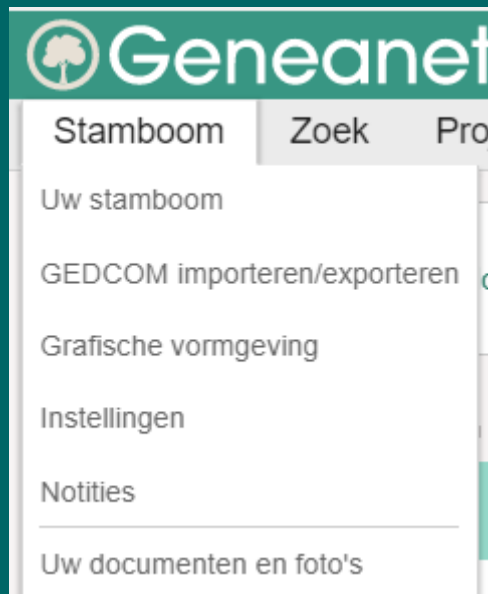 Geneanet
Stamboom Zoek
Uw stamboom
GEDCOM importeren/exporteren
Grafische vormgeving
Instellingen
Notities
Uw documenten en foto's